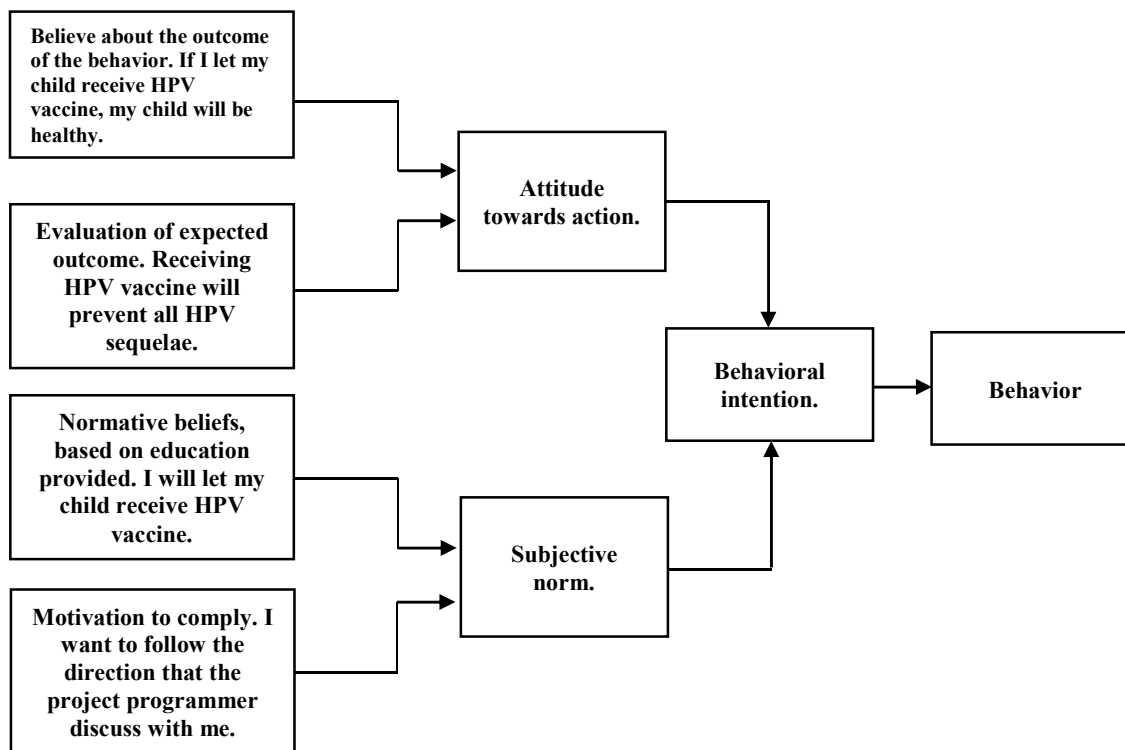 Believe about the outcome
of the behavior. If I let my
child receive HPV
vaccine, my child will be
healthy.
Evaluation of expected
outcome. Receiving
HPV vaccine will
prevent all HPV
sequelae.
Normative beliefs,
based on education
provided. I will let my
child receive HPV
vaccine.
Motivation to comply. I
want to follow the
direction that the
project programmer
discuss with me.
Attitude
towards action.
Subjective
norm.
Behavioral
intention.
Behavior